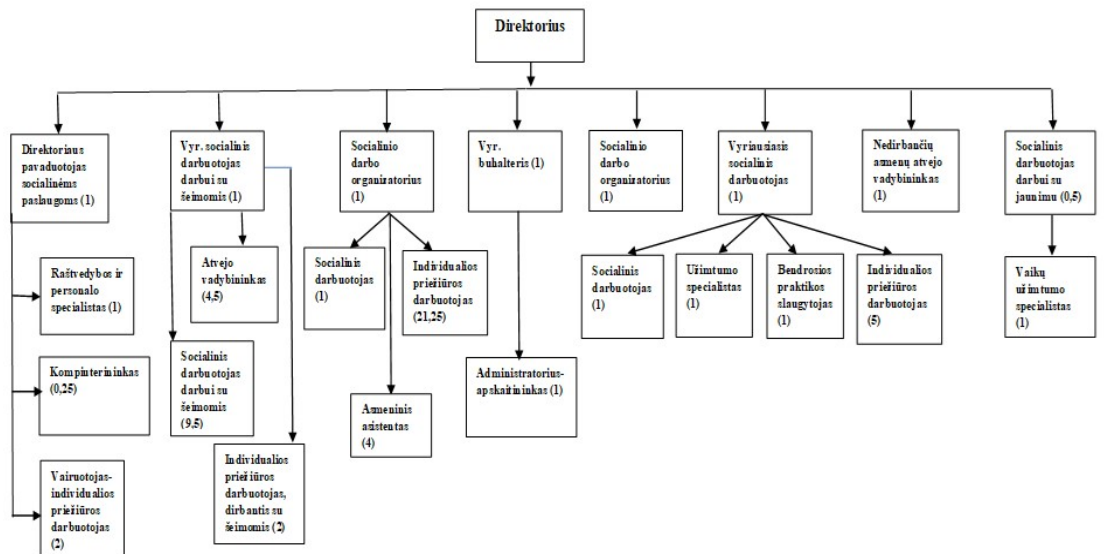 Direktorius
Direktoriaus
pavaduotojas
socialinėms
paslaugoms (1)
Vyr. socialinis
darbuotojas
darbui su
šeimomis (1)
Socialinio
darbo
organizatorius
(1)
Vyr.
buhalteris (1)
Socialinio
darbo
organizatorius
(1)
Vyriausiasis
socialinis
darbuotojas
(1)
Nedirbančių
asmenų atvejo
vadybininkas
(1)
Socialinis
darbuotojas
darbui su
jaunimu (0,5)
Raštvedybos ir
personalo
specialistas (1)
Atvejo
vadybininkas
(4,5)
Socialinis
darbuotojas
(1)
Individualios
priežiūros
darbuotojas
(21,25)
Socialinis
darbuotojas
(1)
Užimtumo
specialistas
(1)
Bendrosios
praktikos
slaugytojas
(1)
Individualios
priežiūros
darbuotojas
(5)
Vaikų
užimtumo
specialistas
(1)
Kompiuterininkas
(0,25)
Socialinis
darbuotojas
darbui su
šeimomis
(9,5)
Asmeninis
asistentas
(4)
Administratorius-
apskaitininkas (1)
Vairuotojas-
individualios
priežiūros
darbuotojas
(2)
Individualios
priežiūros
darbuotojas,
dirbantis su
šeimomis (2)